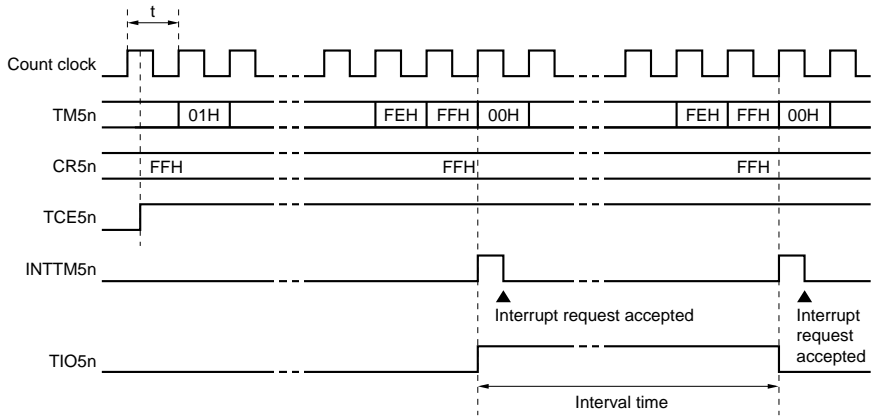 t
Count clock
TM5n 01H FEH FFH 00H FEH FFH 00H
CR5n FFH FFH FFH
TCE5n
INTTM5n
Interrupt request accepted
Interrupt
request
accepted
TIO5n
Interval time